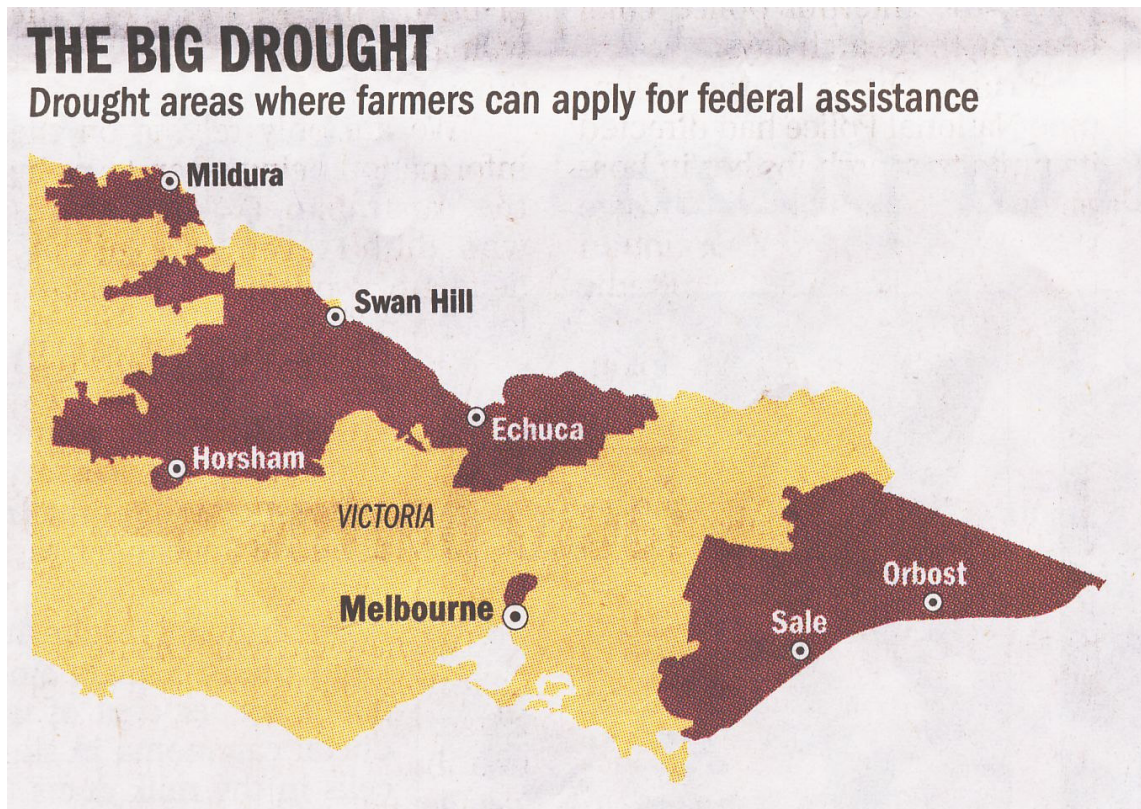 THE BIG DROUGHT
Drought areas where farmers can apply for federal assistance
Mildura
Swan Hill
Echuca
Horsham
VICTORIA
Melbourne
Orbost
Sale